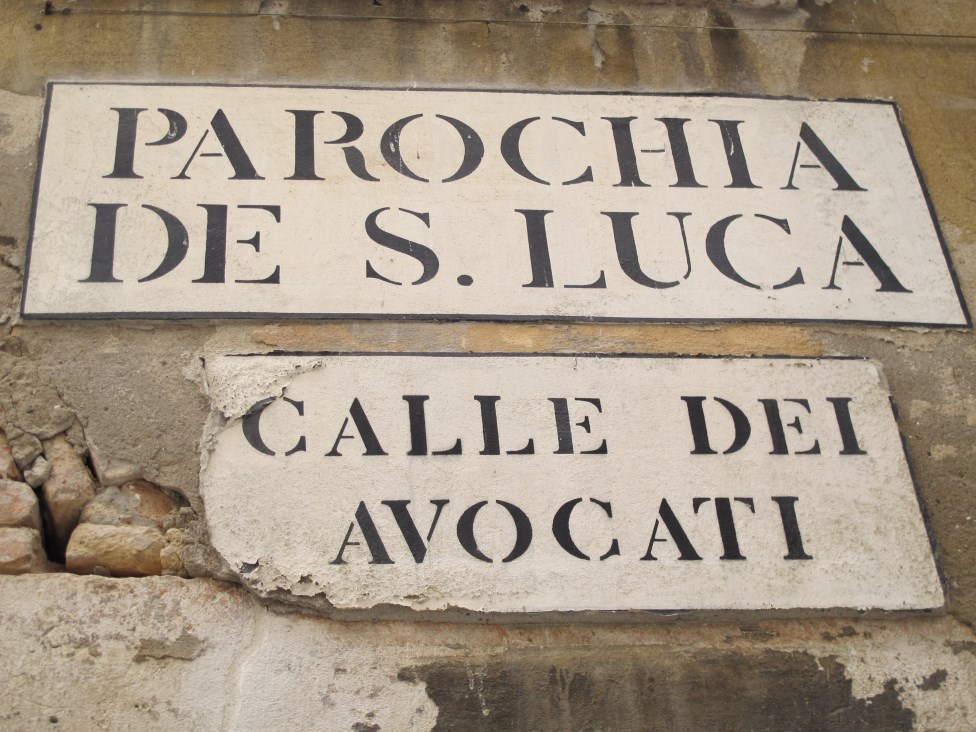 PAROCHIA
DE S. LUCA
CALLE DEI
AVOCATI